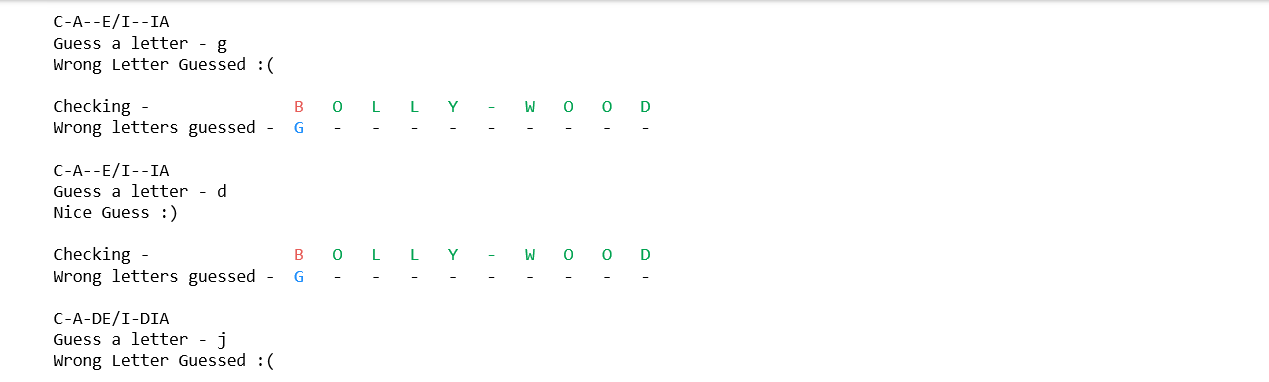 C-A--E/I--IA
Guess a letter - g
Wrong Letter Guessed :(
Checking - B O L L Y - W O O D
Wrong letters guessed - G - - - - - - - - -
C-A--E/I--IA
Guess a letter - d
Nice Guess :)
Checking - B O L L Y - W O O D
Wrong letters guessed - G - - - - - - - - -
C-A-DE/I-DIA
Guess a letter - j
Wrong Letter Guessed :(